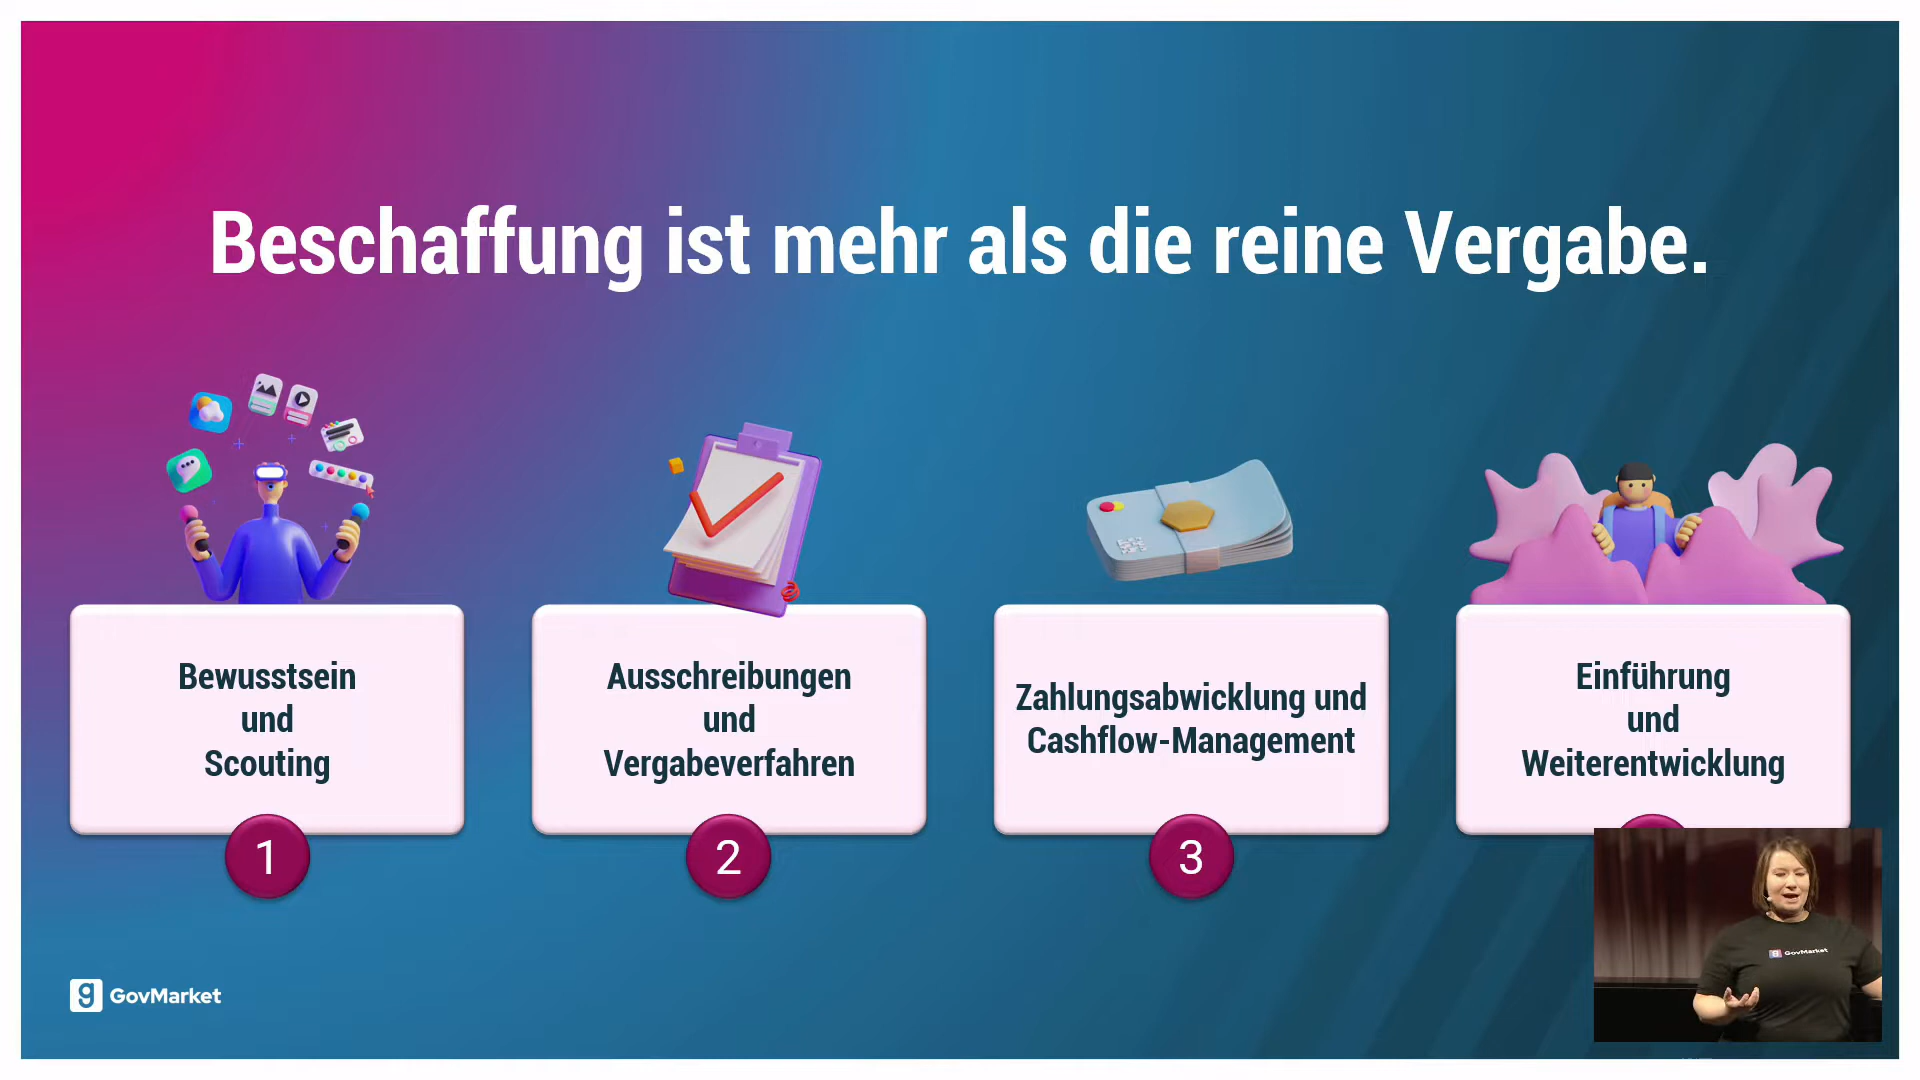 Beschaffung ist mehr als die reine Vergabe.
Bewusstsein
und
Scouting
1
Ausschreibungen
und
Vergabeverfahren
2
Zahlungsabwicklung und
Cashflow-Management
3
Einführung
und
Weiterentwicklung
g GovMarket
GovMarket